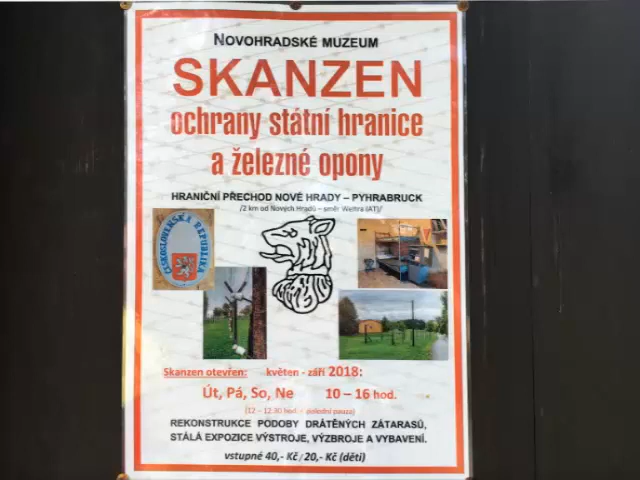 NOVOHRADSKÉ MUZEUM
SKANZEN
ochrany státní hranice
a železné opony
HRANIČNÍ PŘECHOD NOVÉ HRADY – PYHRABRUCK
/2 km od Nových Hradů – směr Weitra (AT)/
ČESKOSLOVENSKÁ REPUBLIKA
Skanzen otevřen: květen - září 2018:
Út, Pá, So, Ne 10 – 16 hod.
(12 – 12.30 hod. - polední pauza)
REKONSTRUKCE PODOBY DRÁTĚNÝCH ZÁTARASŮ,
STÁLÁ EXPOZICE VÝSTROJE, VÝZBROJE A VYBAVENÍ.
vstupné 40,- Kč / 20,- Kč (děti)